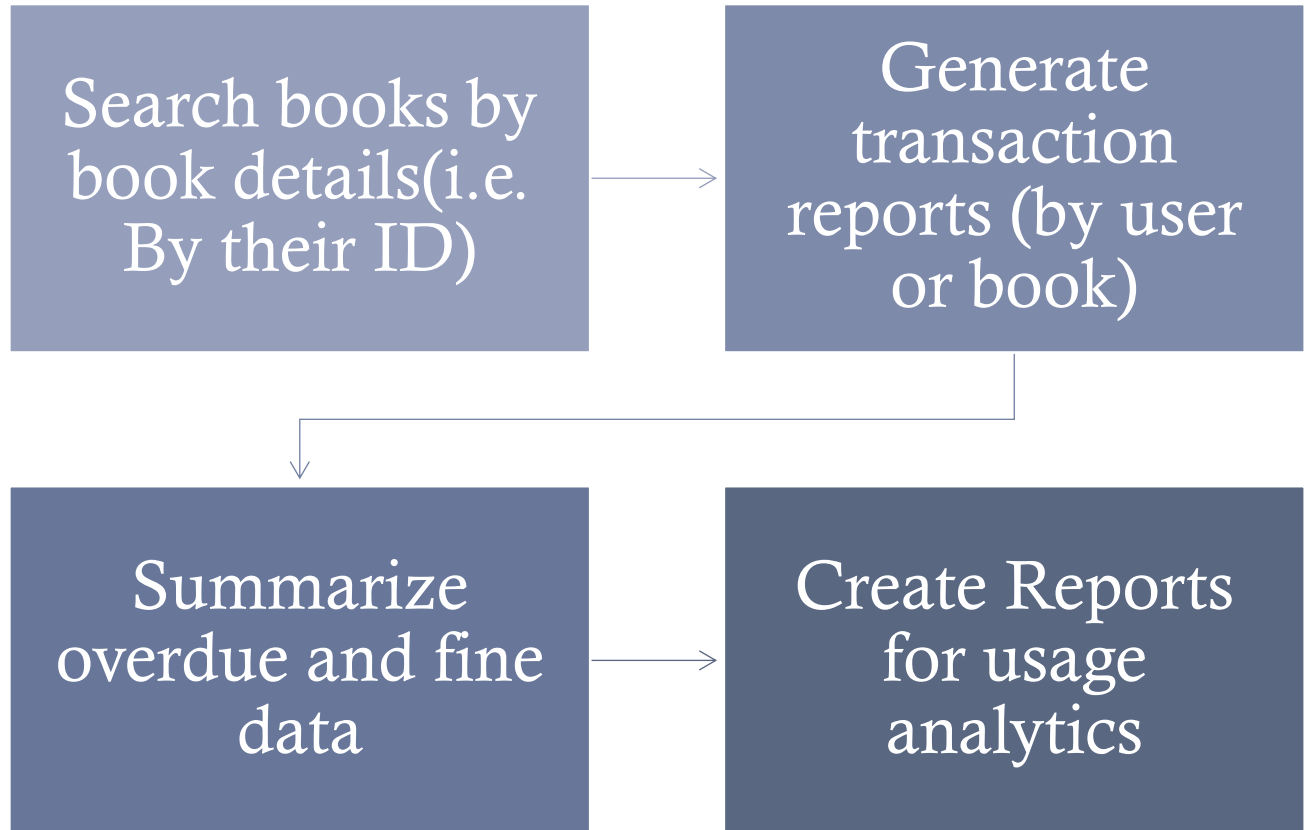 Search books by
book details(i.e.
By their ID)
Generate
transaction
reports (by user
or book)
Summarize
overdue and fine
data
Create Reports
for usage
analytics